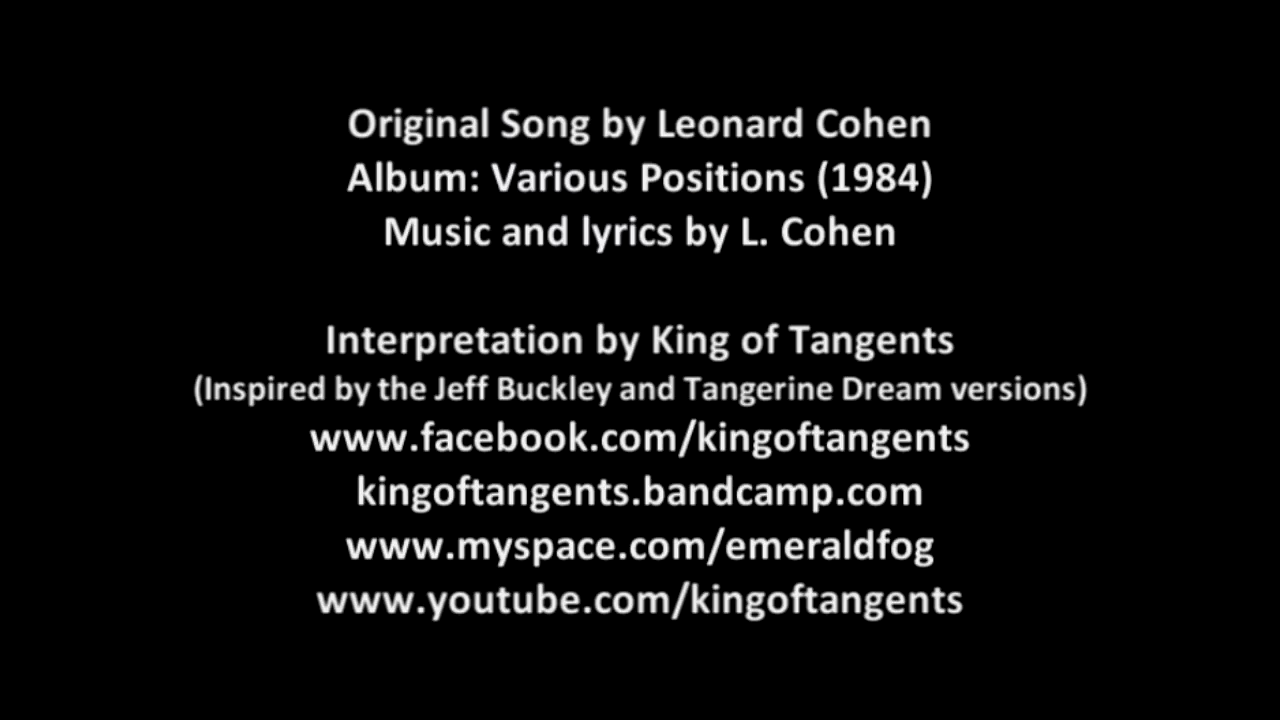 Original Song by Leonard Cohen
Album: Various Positions (1984)
Music and lyrics by L. Cohen
Interpretation by King of Tangents
(Inspired by the Jeff Buckley and Tangerine Dream versions)
www.facebook.com/kingoftangents
kingoftangents.bandcamp.com
www.myspace.com/emeraldfog
www.youtube.com/kingoftangents